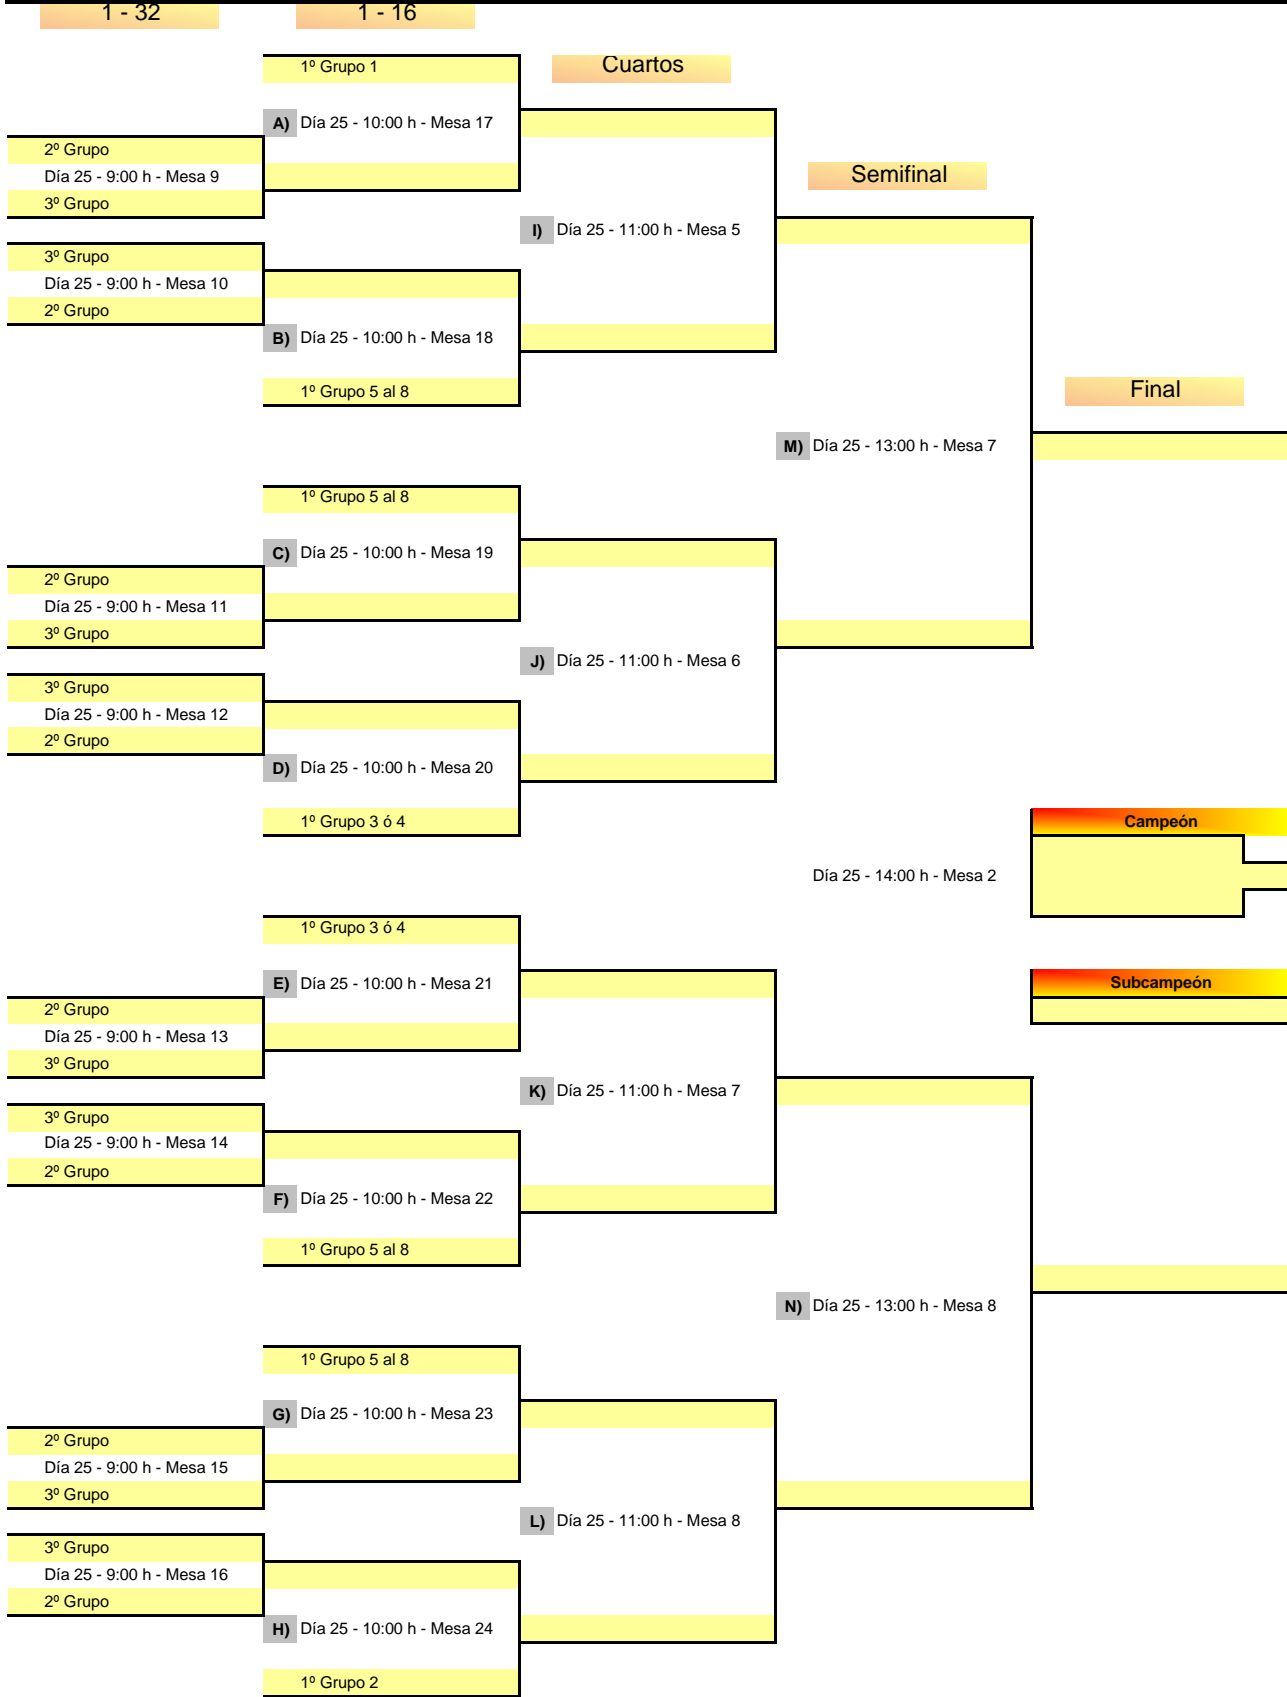 1 - 32
1 - 16
1º Grupo 1
Cuartos
A) Día 25 - 10:00 h - Mesa 17
2º Grupo
Día 25 - 9:00 h - Mesa 9
Semifinal
3º Grupo
I) Día 25 - 11:00 h - Mesa 5
3º Grupo
Día 25 - 9:00 h - Mesa 10
2º Grupo
B) Día 25 - 10:00 h - Mesa 18
1º Grupo 5 al 8
Final
M) Día 25 - 13:00 h - Mesa 7
1º Grupo 5 al 8
C) Día 25 - 10:00 h - Mesa 19
2º Grupo
Día 25 - 9:00 h - Mesa 11
3º Grupo
J) Día 25 - 11:00 h - Mesa 6
3º Grupo
Día 25 - 9:00 h - Mesa 12
2º Grupo
D) Día 25 - 10:00 h - Mesa 20
1º Grupo 3 ó 4
Campeón
Día 25 - 14:00 h - Mesa 2
1º Grupo 3 ó 4
E) Día 25 - 10:00 h - Mesa 21
Subcampeón
2º Grupo
Día 25 - 9:00 h - Mesa 13
3º Grupo
K) Día 25 - 11:00 h - Mesa 7
3º Grupo
Día 25 - 9:00 h - Mesa 14
2º Grupo
F) Día 25 - 10:00 h - Mesa 22
1º Grupo 5 al 8
N) Día 25 - 13:00 h - Mesa 8
1º Grupo 5 al 8
G) Día 25 - 10:00 h - Mesa 23
2º Grupo
Día 25 - 9:00 h - Mesa 15
3º Grupo
L) Día 25 - 11:00 h - Mesa 8
3º Grupo
Día 25 - 9:00 h - Mesa 16
2º Grupo
H) Día 25 - 10:00 h - Mesa 24
1º Grupo 2